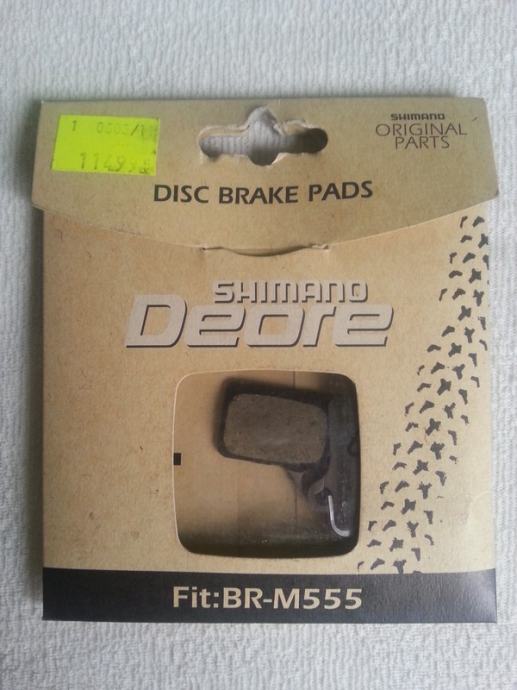 SHIMANO
ORIGINAL
PARTS
DISC BRAKE PADS
SHIMANO
Deore
Fit:BR-M555